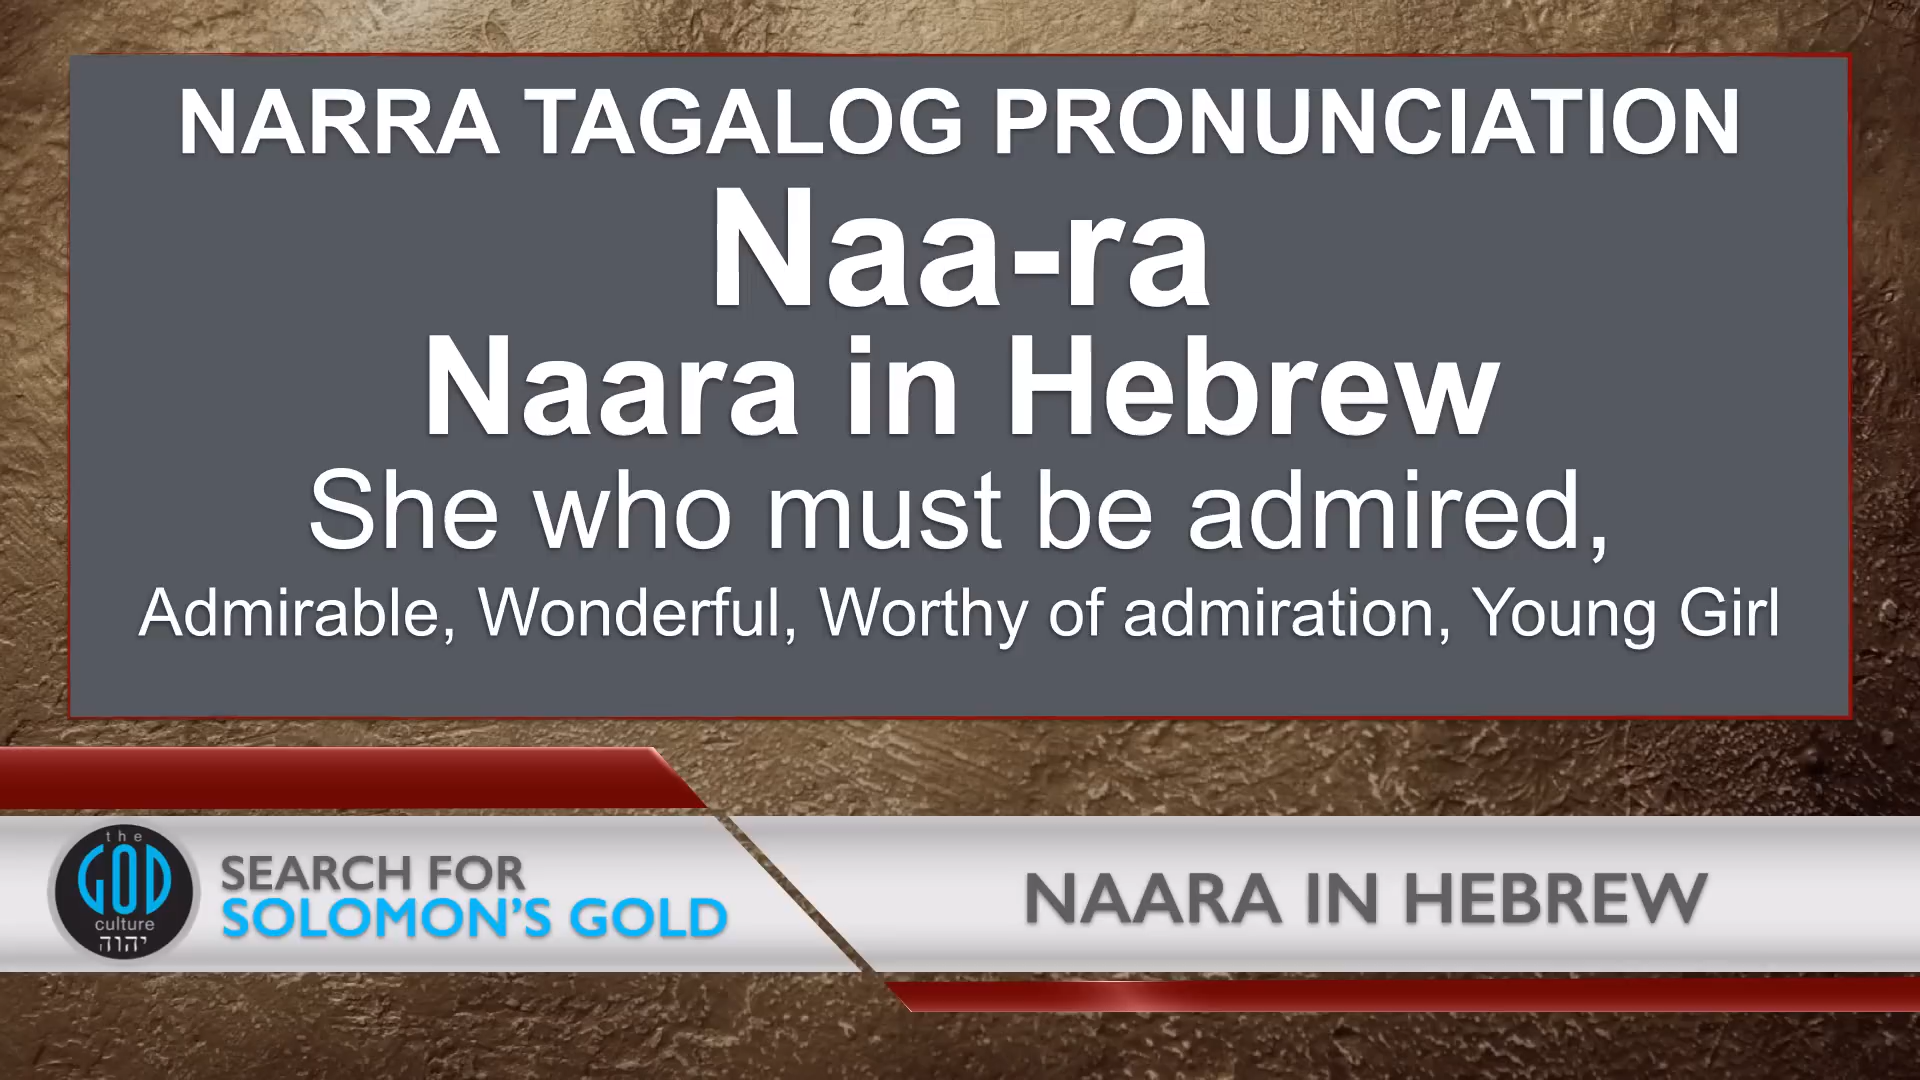 NARRA TAGALOG PRONUNCIATION
Naa-ra
Naara in Hebrew
She who must be admired,
Admirable, Wonderful, Worthy of admiration, Young Girl
the
GOD
culture
יהוה
SEARCH FOR
SOLOMON'S GOLD
NAARA IN HEBREW